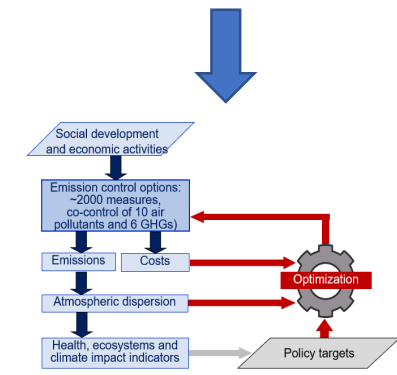 Social development
and economic activities
Emission control options:
~2000 measures,
co-control of 10 air
pollutants and 6 GHGs)
Emissions
Costs
Optimization
Atmospheric dispersion
Health, ecosystems and
climate impact indicators
Policy targets